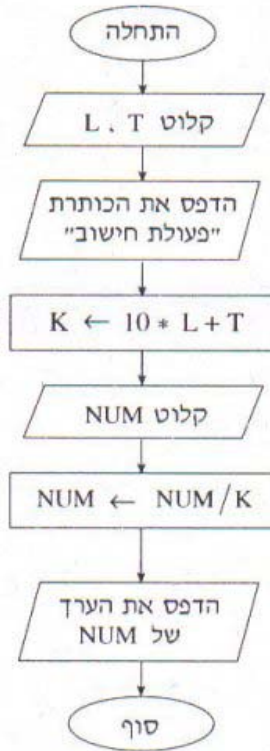 התחלה
קלוט L , T
הדפס את הכותרת
"פעולת חישוב"
K ← 10 * L + T
קלוט NUM
NUM ← NUM / K
הדפס את הערך
של NUM
סוף